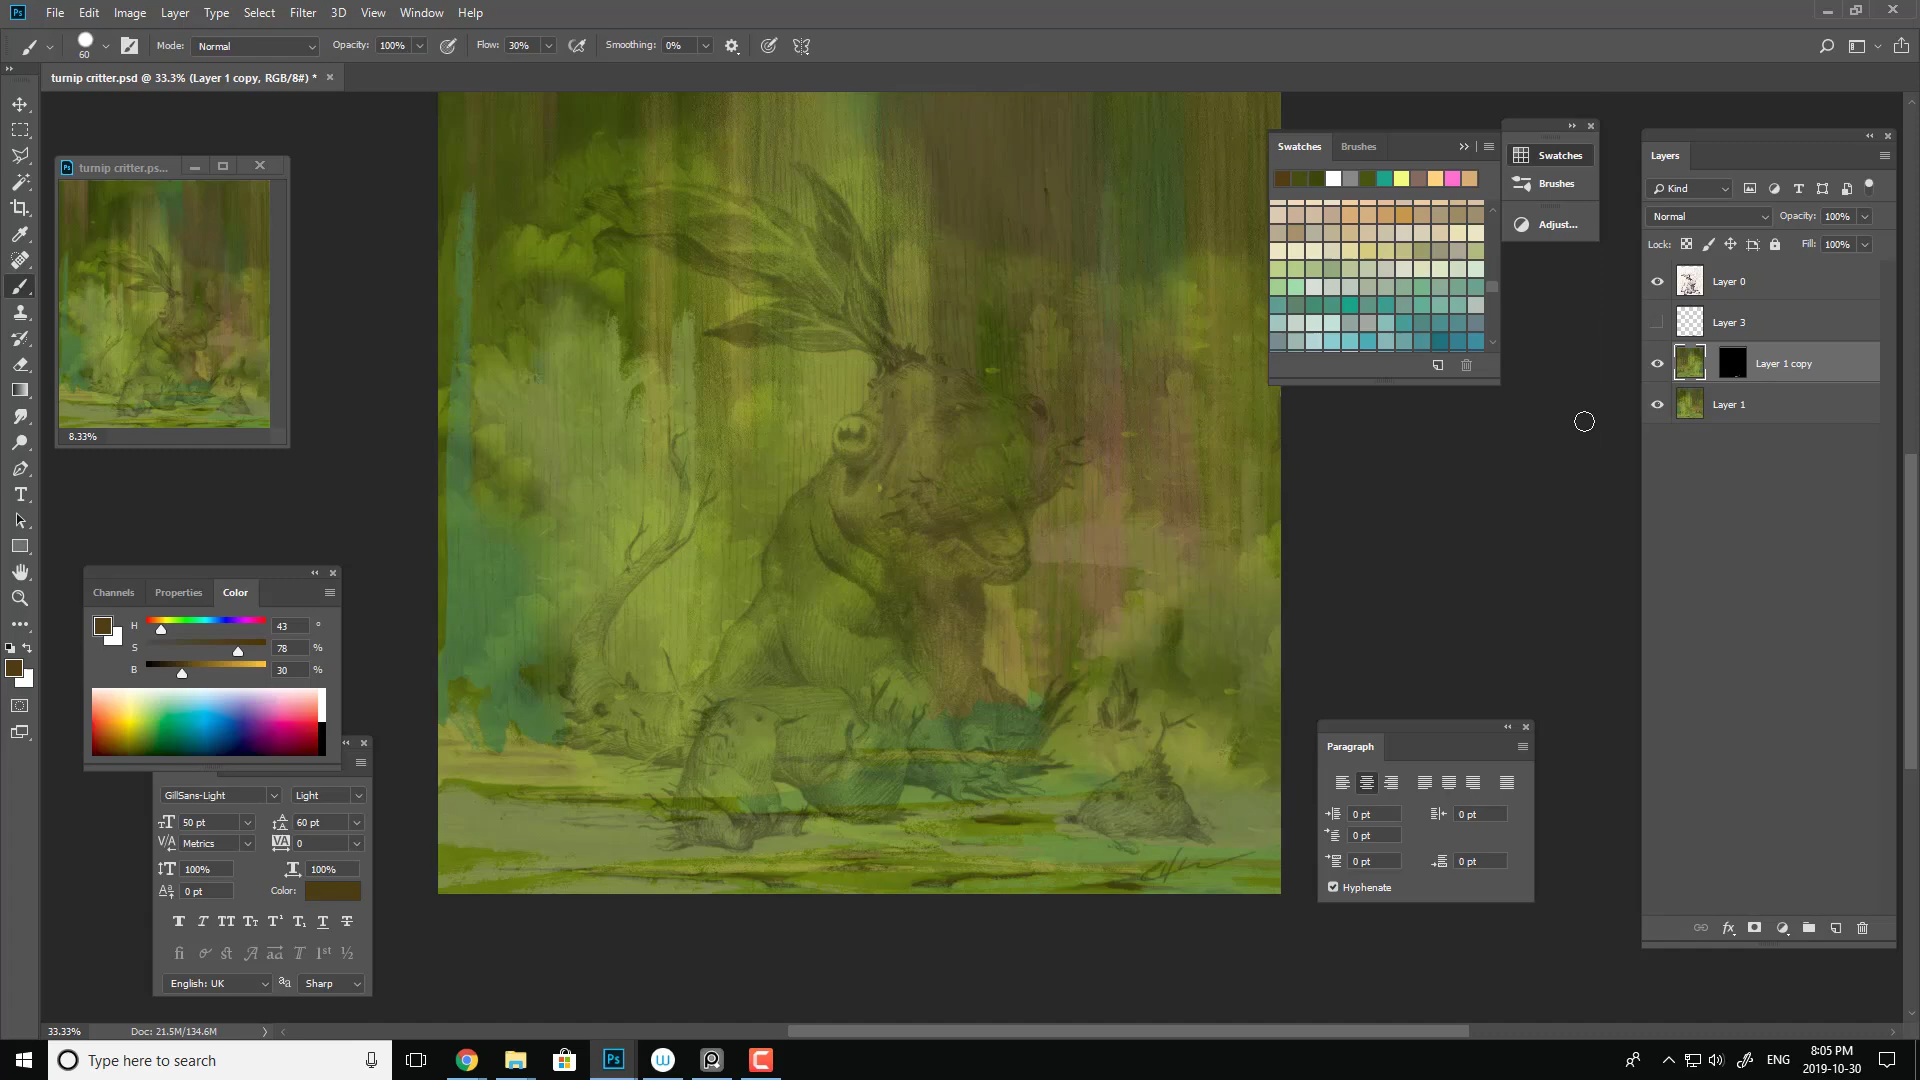 Ps File Edit Image Layer Type Select Filter 3D View Window Help
60 Mode: Normal Opacity: 100% Flow: 30% Smoothing: 0%
turnip critter.psd @ 33.3% (Layer 1 copy, RGB/8#) *
Ps turnip critter.ps...
8.33%
Swatches Brushes
Swatches
Brushes
Adjust...
Layers
Kind
Normal Opacity: 100%
Lock: Fill: 100%
Layer 0
Layer 3
Layer 1 copy
Layer 1
Channels Properties Color
H 43 °
S 78 %
B 30 %
GillSans-Light Light
50 pt 60 pt
Metrics 0
100% 100%
0 pt Color:
English: UK aa Sharp
Paragraph
0 pt 0 pt
0 pt
0 pt 0 pt
Hyphenate
33.33% Doc: 21.5M/134.6M
Type here to search
Ps
ENG
8:05 PM
2019-10-30